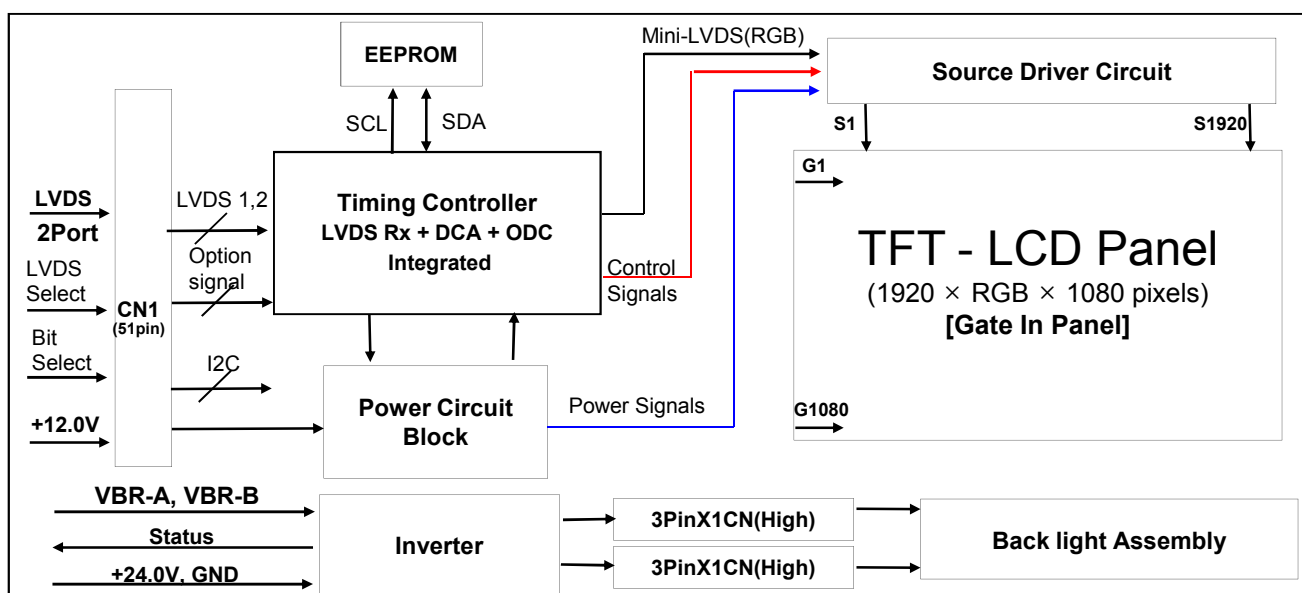 EEPROM
SCL
SDA
Mini-LVDS(RGB)
Source Driver Circuit
S1
S1920
LVDS
2Port
LVDS
Select
Bit
Select
+12.0V
CN1
(51pin)
LVDS 1,2
Option
signal
I2C
Timing Controller
LVDS Rx + DCA + ODC
Integrated
Control
Signals
Power Circuit
Block
Power Signals
G1
TFT - LCD Panel
(1920 × RGB × 1080 pixels)
[Gate In Panel]
G1080
VBR-A, VBR-B
Status
+24.0V, GND
Inverter
3PinX1CN(High)
3PinX1CN(High)
Back light Assembly